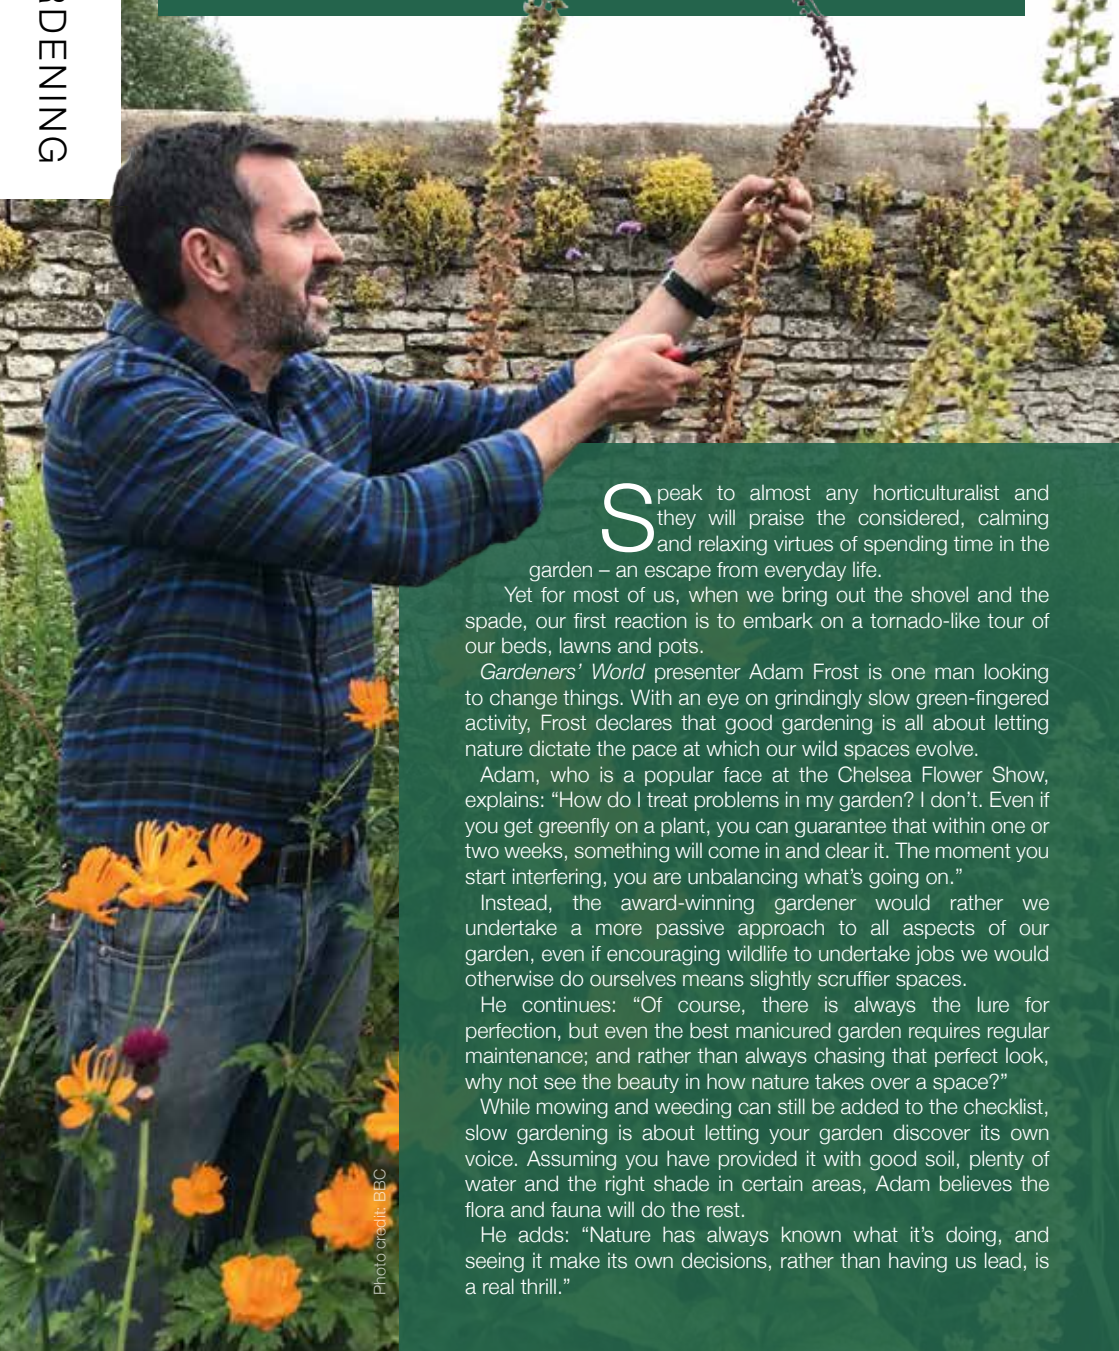 RDENING
Speak to almost any horticulturalist and
they will praise the considered, calming
and relaxing virtues of spending time in the
garden – an escape from everyday life.
Yet for most of us, when we bring out the shovel and the
spade, our first reaction is to embark on a tornado-like tour of
our beds, lawns and pots.
Gardeners’ World presenter Adam Frost is one man looking
to change things. With an eye on grindingly slow green-fingered
activity, Frost declares that good gardening is all about letting
nature dictate the pace at which our wild spaces evolve.
Adam, who is a popular face at the Chelsea Flower Show,
explains: “How do I treat problems in my garden? I don’t. Even if
you get greenfly on a plant, you can guarantee that within one or
two weeks, something will come in and clear it. The moment you
start interfering, you are unbalancing what’s going on.”
Instead, the award-winning gardener would rather we
undertake a more passive approach to all aspects of our
garden, even if encouraging wildlife to undertake jobs we would
otherwise do ourselves means slightly scruffier spaces.
He continues: “Of course, there is always the lure for
perfection, but even the best manicured garden requires regular
maintenance; and rather than always chasing that perfect look,
why not see the beauty in how nature takes over a space?”
While mowing and weeding can still be added to the checklist,
slow gardening is about letting your garden discover its own
voice. Assuming you have provided it with good soil, plenty of
water and the right shade in certain areas, Adam believes the
flora and fauna will do the rest.
He adds: “Nature has always known what it’s doing, and
seeing it make its own decisions, rather than having us lead, is
a real thrill.”
Photo credit: BBC